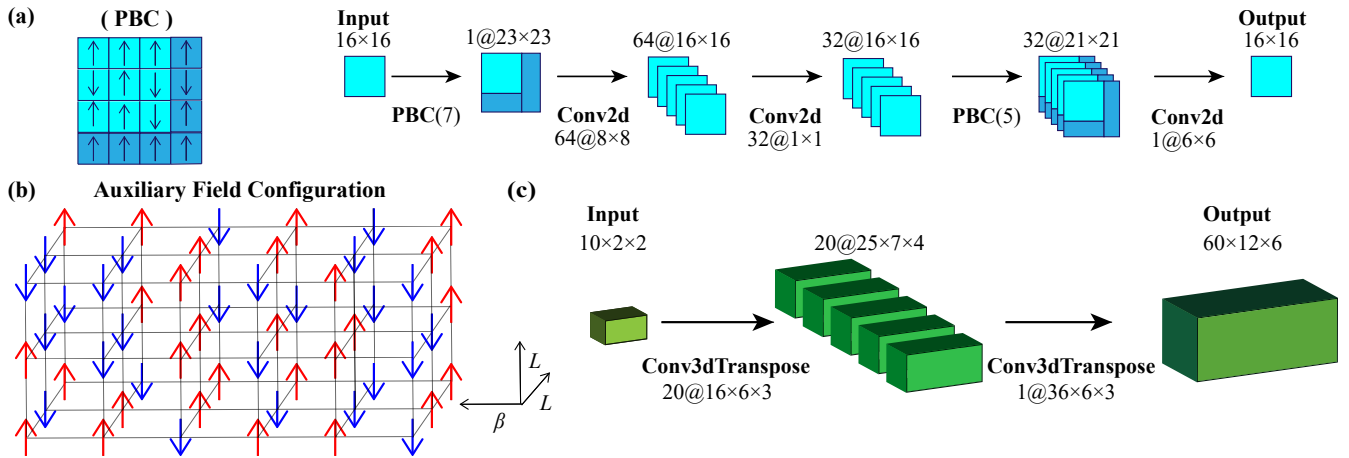 (a)
( PBC )
Input
16×16
PBC(7)
1@23×23
Conv2d
64@8×8
64@16×16
Conv2d
32@1×1
32@16×16
PBC(5)
32@21×21
Conv2d
1@6×6
Output
16×16
(b)
Auxiliary Field Configuration
L
L
β
(c)
Input
10×2×2
Conv3dTranspose
20@16×6×3
20@25×7×4
Conv3dTranspose
1@36×6×3
Output
60×12×6